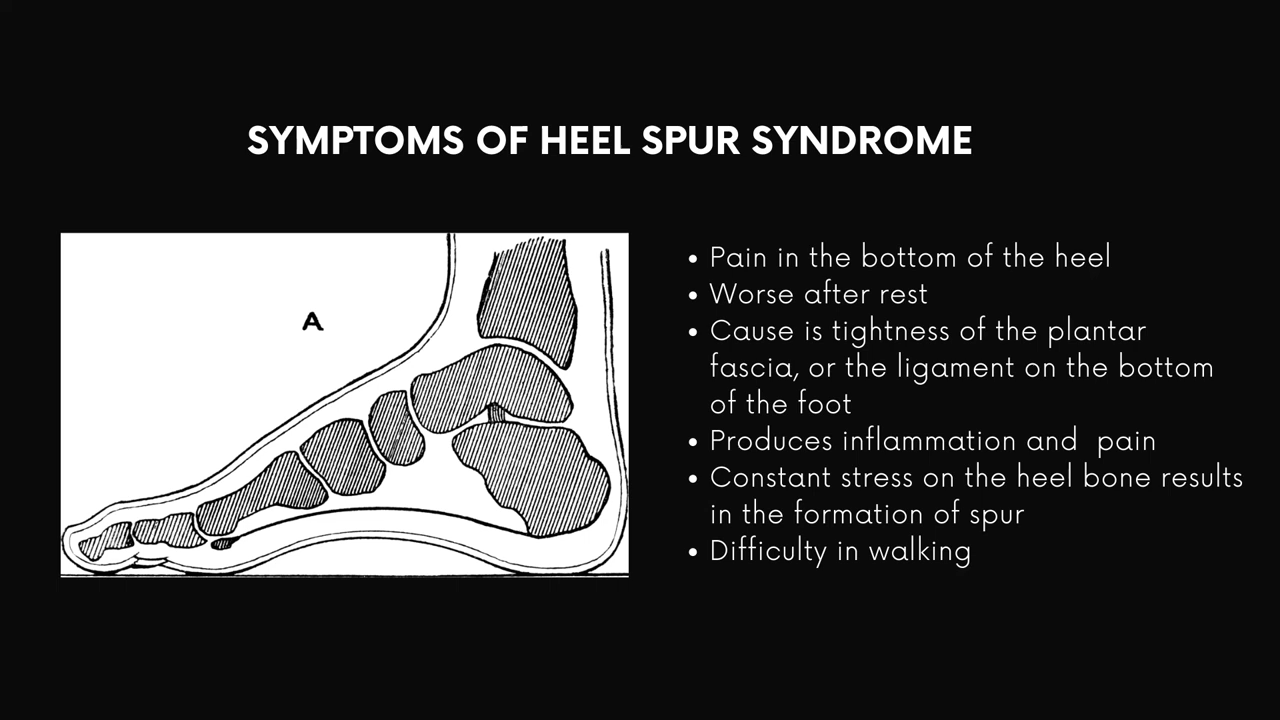 SYMPTOMS OF HEEL SPUR SYNDROME
A
• Pain in the bottom of the heel
• Worse after rest
• Cause is tightness of the plantar
fascia, or the ligament on the bottom
of the foot
• Produces inflammation and  pain
• Constant stress on the heel bone results
in the formation of spur
• Difficulty in walking